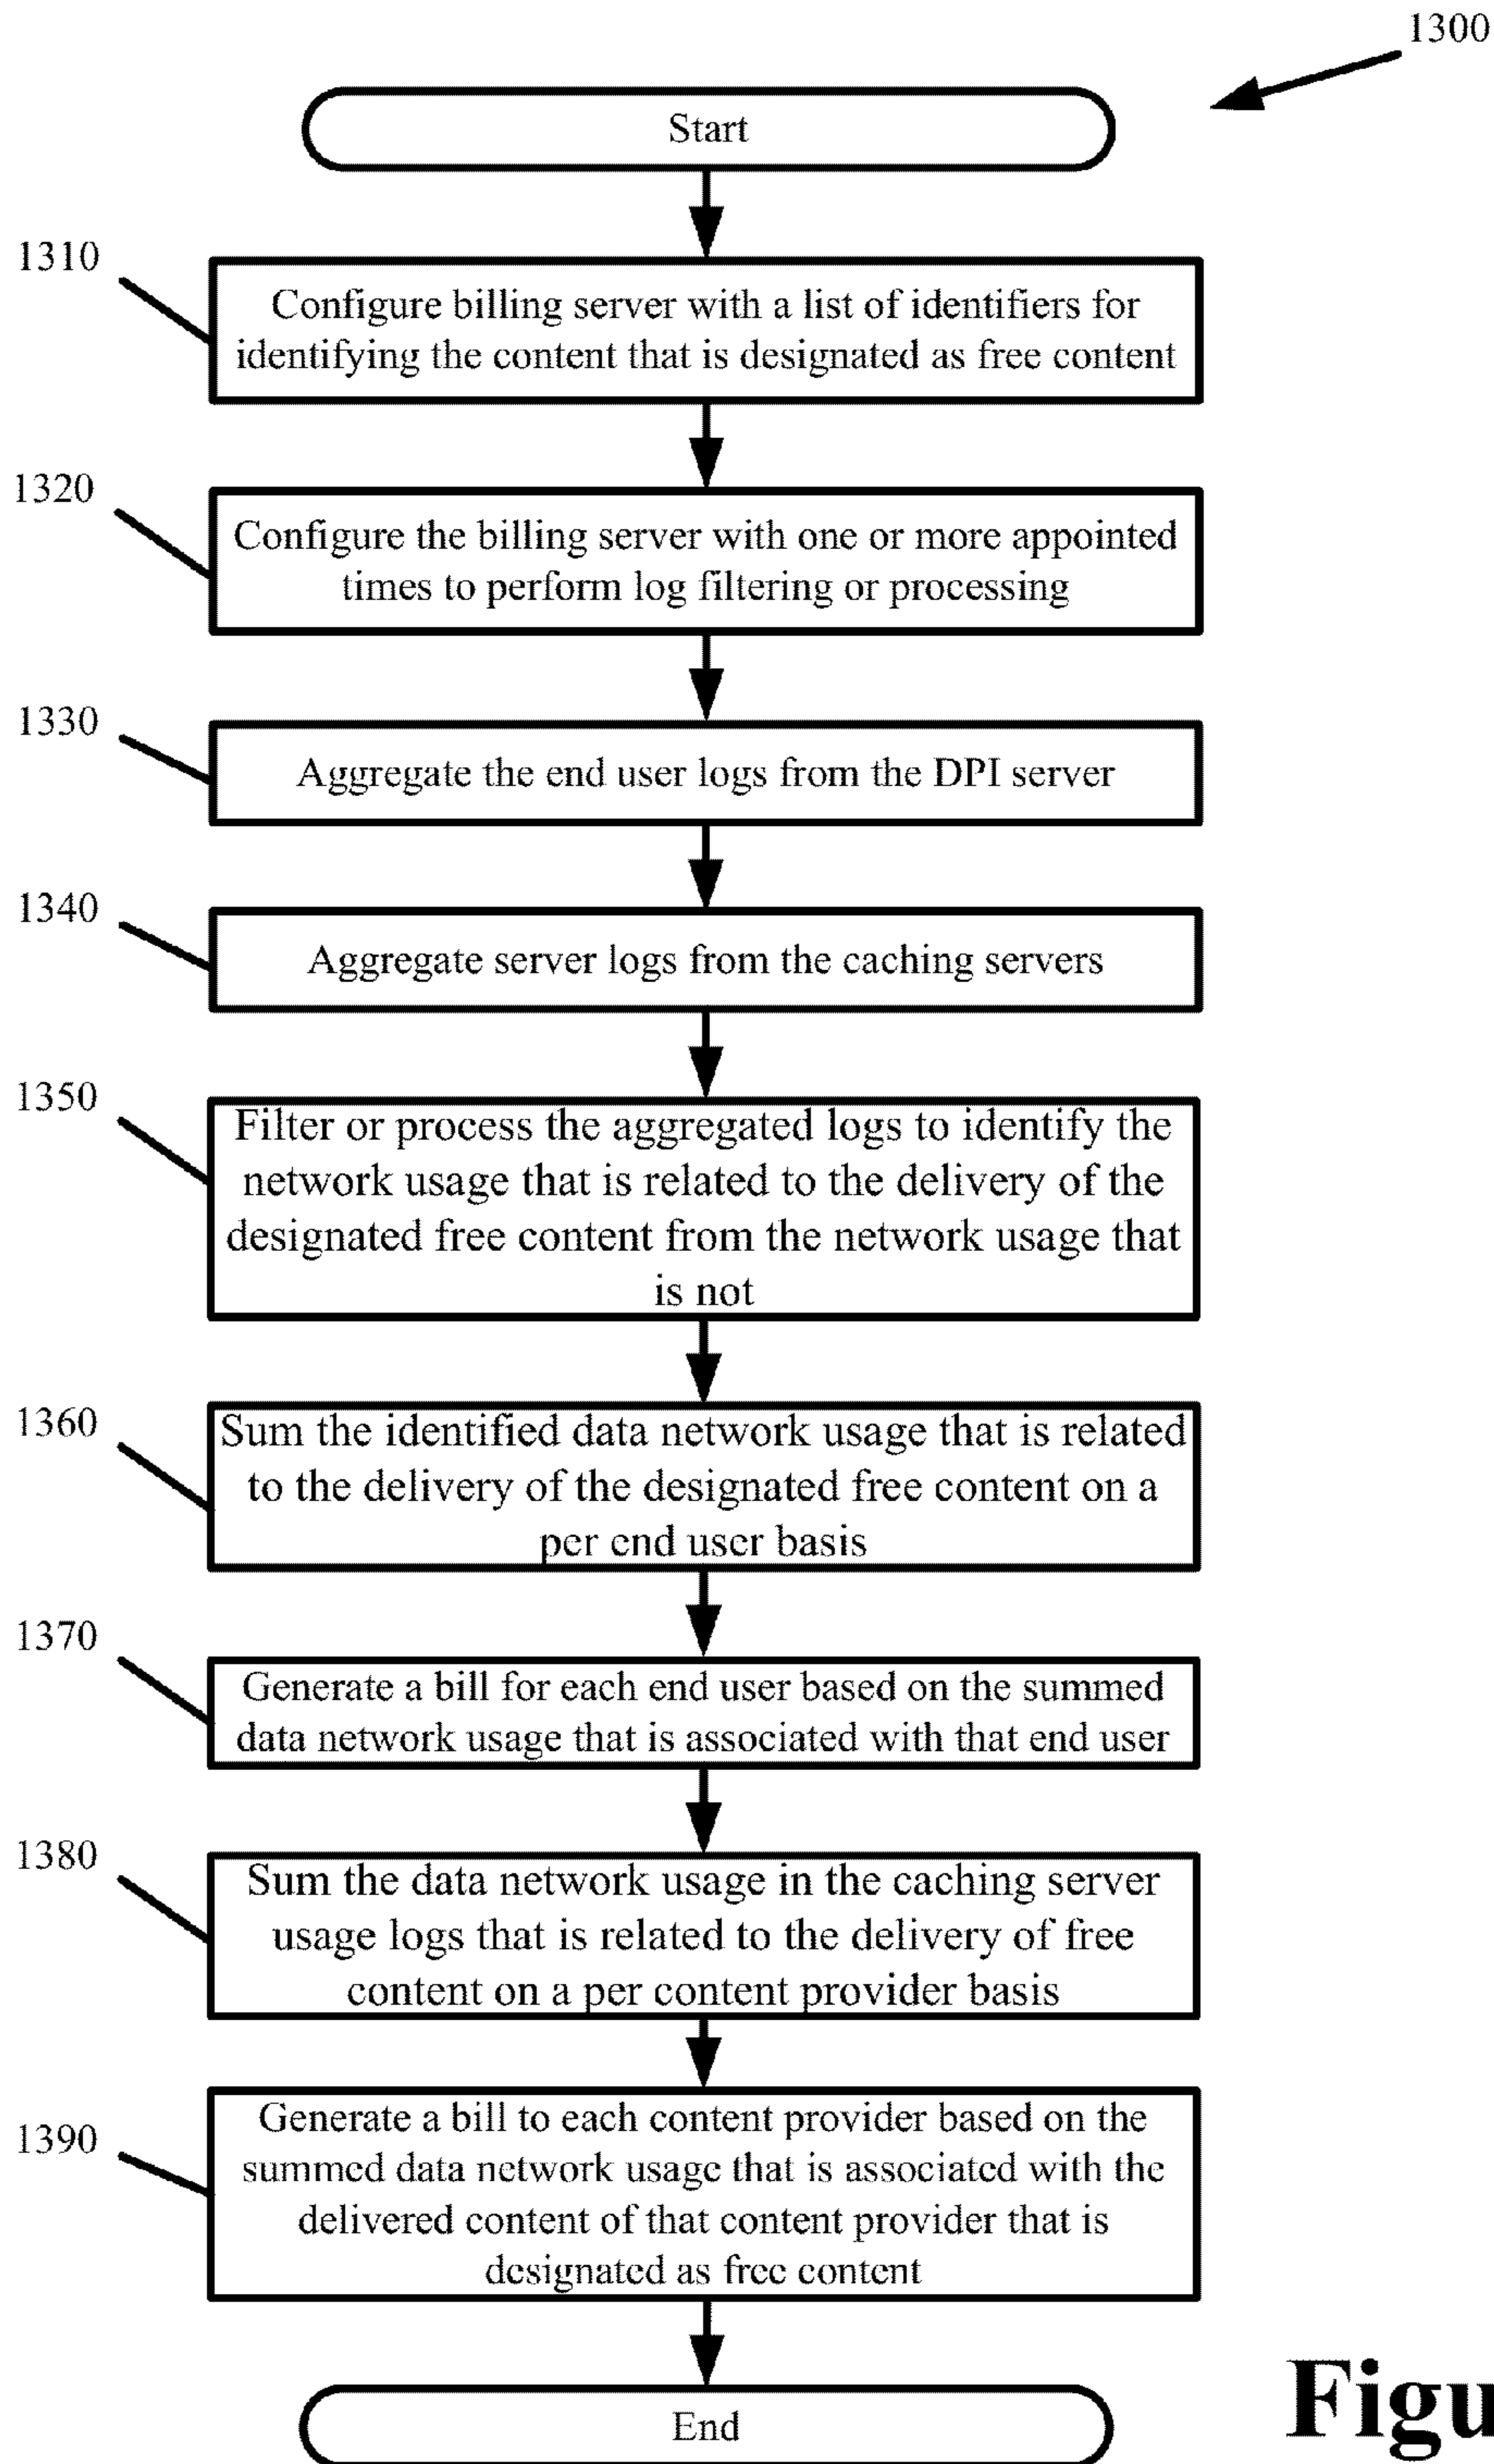 1300
Start
1310
Configure billing server with a list of identifiers for
identifying the content that is designated as free content
1320
Configure the billing server with one or more appointed
times to perform log filtering or processing
1330
Aggregate the end user logs from the DPI server
1340
Aggregate server logs from the caching servers
1350
Filter or process the aggregated logs to identify the
network usage that is related to the delivery of the
designated free content from the network usage that
is not
1360
Sum the identified data network usage that is related
to the delivery of the designated free content on a
per end user basis
1370
Generate a bill for each end user based on the summed
data network usage that is associated with that end user
1380
Sum the data network usage in the caching server
usage logs that is related to the delivery of free
content on a per content provider basis
1390
Generate a bill to each content provider based on the
summed data network usage that is associated with the
delivered content of that content provider that is
designated as free content
End
Figu